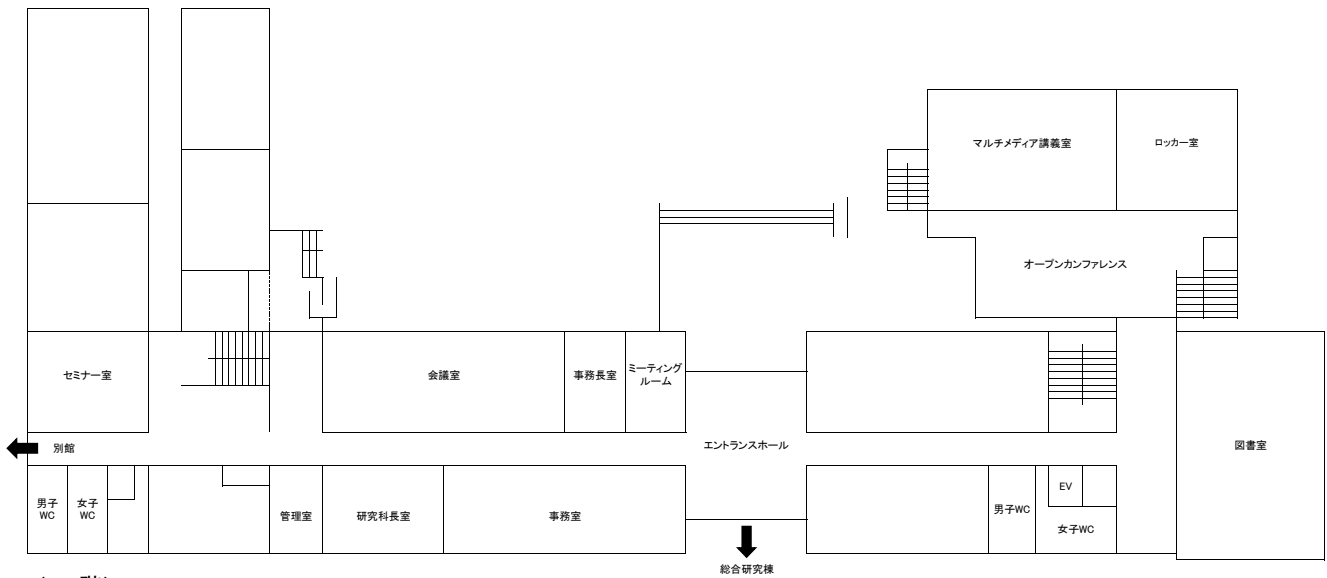 マルチメディア講義室
ロッカー室
オープンカンファレンス
セミナー室
会議室
事務長室
ミーティング
ルーム
別館
エントランスホール
図書室
男子
WC
女子
WC
管理室
研究科長室
事務室
男子WC
EV
女子WC
総合研究棟